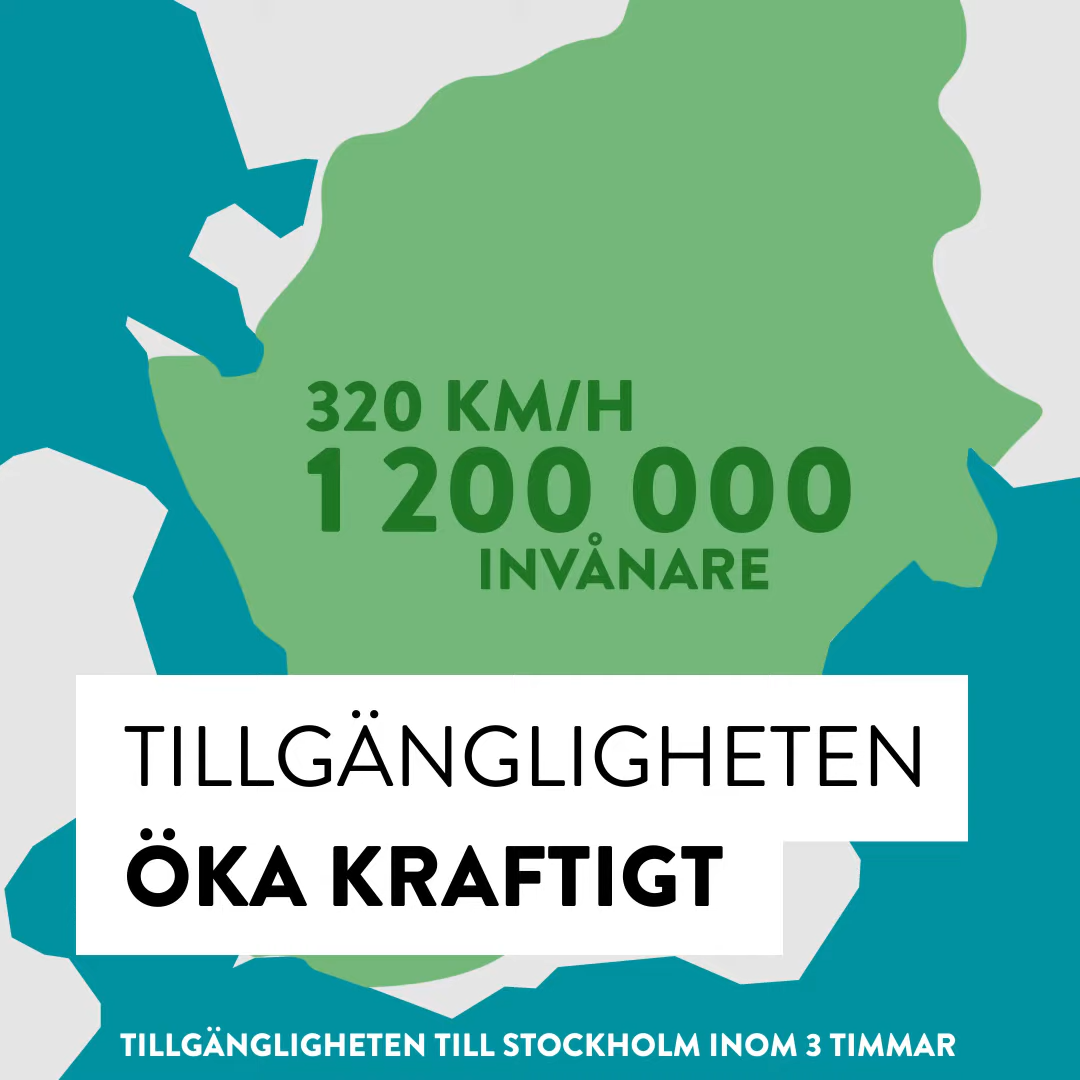 320 KM/H
1 200 000
INVÅNARE
TILLGÄNGLIGHETEN
ÖKA KRAFTIGT
TILLGÄNGLIGHETEN TILL STOCKHOLM INOM 3 TIMMAR